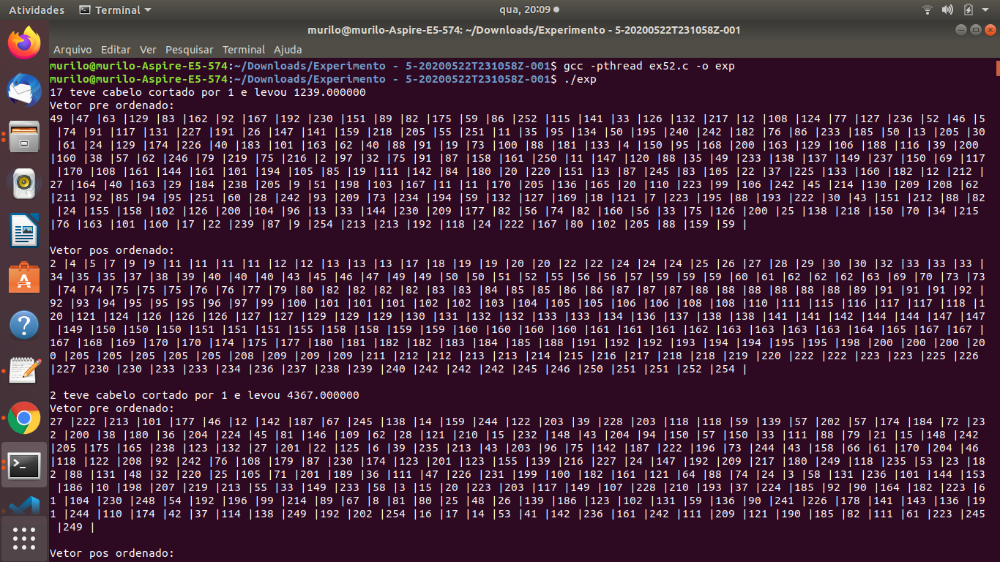 Atividades Terminal qua, 20:09
murilo@murilo-Aspire-E5-574: ~/Downloads/Experimento - 5-20200522T231058Z-001
Arquivo Editar Ver Pesquisar Terminal Ajuda
murilo@murilo-Aspire-E5-574:~/Downloads/Experimento - 5-20200522T231058Z-001$ gcc -pthread ex52.c -o exp
murilo@murilo-Aspire-E5-574:~/Downloads/Experimento - 5-20200522T231058Z-001$ ./exp
17 teve cabelo cortado por 1 e levou 1239.000000
Vetor pre ordenado:
49 |47 |63 |129 |83 |162 |92 |167 |192 |230 |151 |89 |82 |175 |59 |86 |252 |115 |141 |33 |126 |132 |217 |12 |108 |124 |77 |127 |236 |52 |46 |5
|74 |91 |117 |131 |227 |191 |26 |147 |141 |159 |218 |205 |55 |251 |11 |35 |95 |134 |50 |195 |240 |242 |182 |76 |86 |233 |185 |50 |13 |205 |30
|61 |24 |129 |174 |226 |40 |183 |101 |163 |62 |40 |88 |91 |19 |73 |100 |88 |181 |133 |4 |150 |95 |168 |200 |163 |129 |106 |188 |116 |39 |200
|160 |38 |57 |62 |246 |79 |219 |75 |216 |2 |97 |32 |75 |91 |87 |158 |161 |250 |11 |147 |120 |88 |35 |49 |233 |138 |137 |149 |237 |150 |69 |117
|170 |108 |161 |144 |161 |101 |194 |105 |85 |19 |111 |142 |84 |180 |20 |220 |151 |13 |87 |245 |83 |105 |22 |37 |225 |133 |160 |182 |12 |212 |
27 |164 |40 |163 |29 |184 |238 |205 |9 |51 |198 |103 |167 |11 |11 |170 |205 |136 |165 |20 |110 |223 |99 |106 |242 |45 |214 |130 |209 |208 |62
|211 |92 |85 |94 |95 |251 |60 |28 |242 |93 |209 |73 |234 |194 |59 |132 |127 |169 |18 |121 |7 |223 |195 |88 |193 |222 |30 |43 |151 |212 |88 |82
|24 |155 |158 |102 |126 |200 |104 |96 |13 |33 |144 |230 |209 |177 |82 |56 |74 |82 |160 |56 |33 |75 |126 |200 |25 |138 |218 |150 |70 |34 |215
|76 |163 |101 |160 |17 |22 |239 |87 |9 |254 |213 |213 |192 |118 |24 |222 |167 |80 |102 |205 |88 |159 |59 |
Vetor pos ordenado:
2 |4 |5 |7 |9 |9 |11 |11 |11 |11 |12 |12 |13 |13 |13 |17 |18 |19 |19 |20 |20 |22 |22 |24 |24 |24 |25 |26 |27 |28 |29 |30 |30 |32 |33 |33 |33 |
34 |35 |35 |37 |38 |39 |40 |40 |40 |43 |45 |46 |47 |49 |49 |50 |50 |51 |52 |55 |56 |56 |57 |59 |59 |59 |60 |61 |62 |62 |62 |63 |69 |70 |73 |73
|74 |74 |75 |75 |75 |76 |76 |77 |79 |80 |82 |82 |82 |82 |83 |83 |84 |85 |85 |86 |86 |87 |87 |87 |88 |88 |88 |88 |88 |88 |89 |91 |91 |91 |92 |
92 |93 |94 |95 |95 |95 |96 |97 |99 |100 |101 |101 |101 |102 |102 |103 |104 |105 |105 |106 |106 |108 |108 |110 |111 |115 |116 |117 |117 |118 |1
20 |121 |124 |126 |126 |126 |127 |127 |129 |129 |129 |130 |131 |132 |132 |133 |133 |134 |136 |137 |138 |138 |141 |141 |142 |144 |144 |147 |147
|149 |150 |150 |150 |151 |151 |151 |155 |158 |158 |159 |159 |160 |160 |160 |160 |161 |161 |161 |162 |163 |163 |163 |163 |164 |165 |167 |167 |
167 |168 |169 |170 |170 |174 |175 |177 |180 |181 |182 |182 |183 |184 |185 |188 |191 |192 |192 |193 |194 |194 |195 |195 |198 |200 |200 |200 |20
0 |205 |205 |205 |205 |205 |208 |209 |209 |209 |211 |212 |212 |213 |213 |214 |215 |216 |217 |218 |218 |219 |220 |222 |222 |223 |223 |225 |226
|227 |230 |230 |233 |233 |234 |236 |237 |238 |239 |240 |242 |242 |242 |245 |246 |250 |251 |251 |252 |254 |
2 teve cabelo cortado por 1 e levou 4367.000000
Vetor pre ordenado:
27 |222 |213 |101 |177 |46 |12 |142 |187 |67 |245 |138 |14 |159 |244 |122 |203 |39 |228 |203 |118 |118 |59 |139 |57 |202 |57 |174 |184 |72 |23
2 |200 |38 |180 |36 |204 |224 |45 |81 |146 |109 |62 |28 |121 |210 |15 |232 |148 |43 |204 |94 |150 |57 |150 |33 |111 |88 |79 |21 |15 |148 |242
|205 |175 |165 |238 |123 |132 |27 |201 |22 |125 |6 |39 |235 |213 |43 |203 |96 |75 |142 |187 |222 |196 |73 |244 |43 |158 |66 |61 |170 |204 |46
|118 |122 |208 |92 |242 |76 |108 |179 |87 |230 |174 |123 |201 |123 |155 |139 |216 |227 |24 |147 |192 |209 |217 |180 |249 |118 |235 |53 |23 |18
2 |88 |131 |48 |32 |220 |25 |105 |71 |201 |189 |36 |111 |47 |226 |231 |199 |100 |182 |161 |121 |64 |88 |74 |24 |3 |58 |131 |236 |101 |144 |153
|186 |10 |198 |207 |219 |213 |55 |33 |149 |233 |58 |3 |15 |20 |223 |203 |117 |149 |107 |228 |210 |193 |37 |224 |185 |92 |90 |164 |182 |223 |6
1 |104 |230 |248 |54 |192 |196 |99 |214 |89 |67 |8 |81 |80 |25 |48 |26 |139 |186 |123 |102 |131 |59 |136 |90 |241 |226 |178 |141 |143 |136 |19
1 |244 |110 |174 |42 |37 |114 |138 |249 |192 |202 |254 |16 |17 |14 |53 |41 |142 |236 |161 |242 |111 |209 |121 |190 |185 |82 |111 |61 |223 |245
|249 |
Vetor pos ordenado: